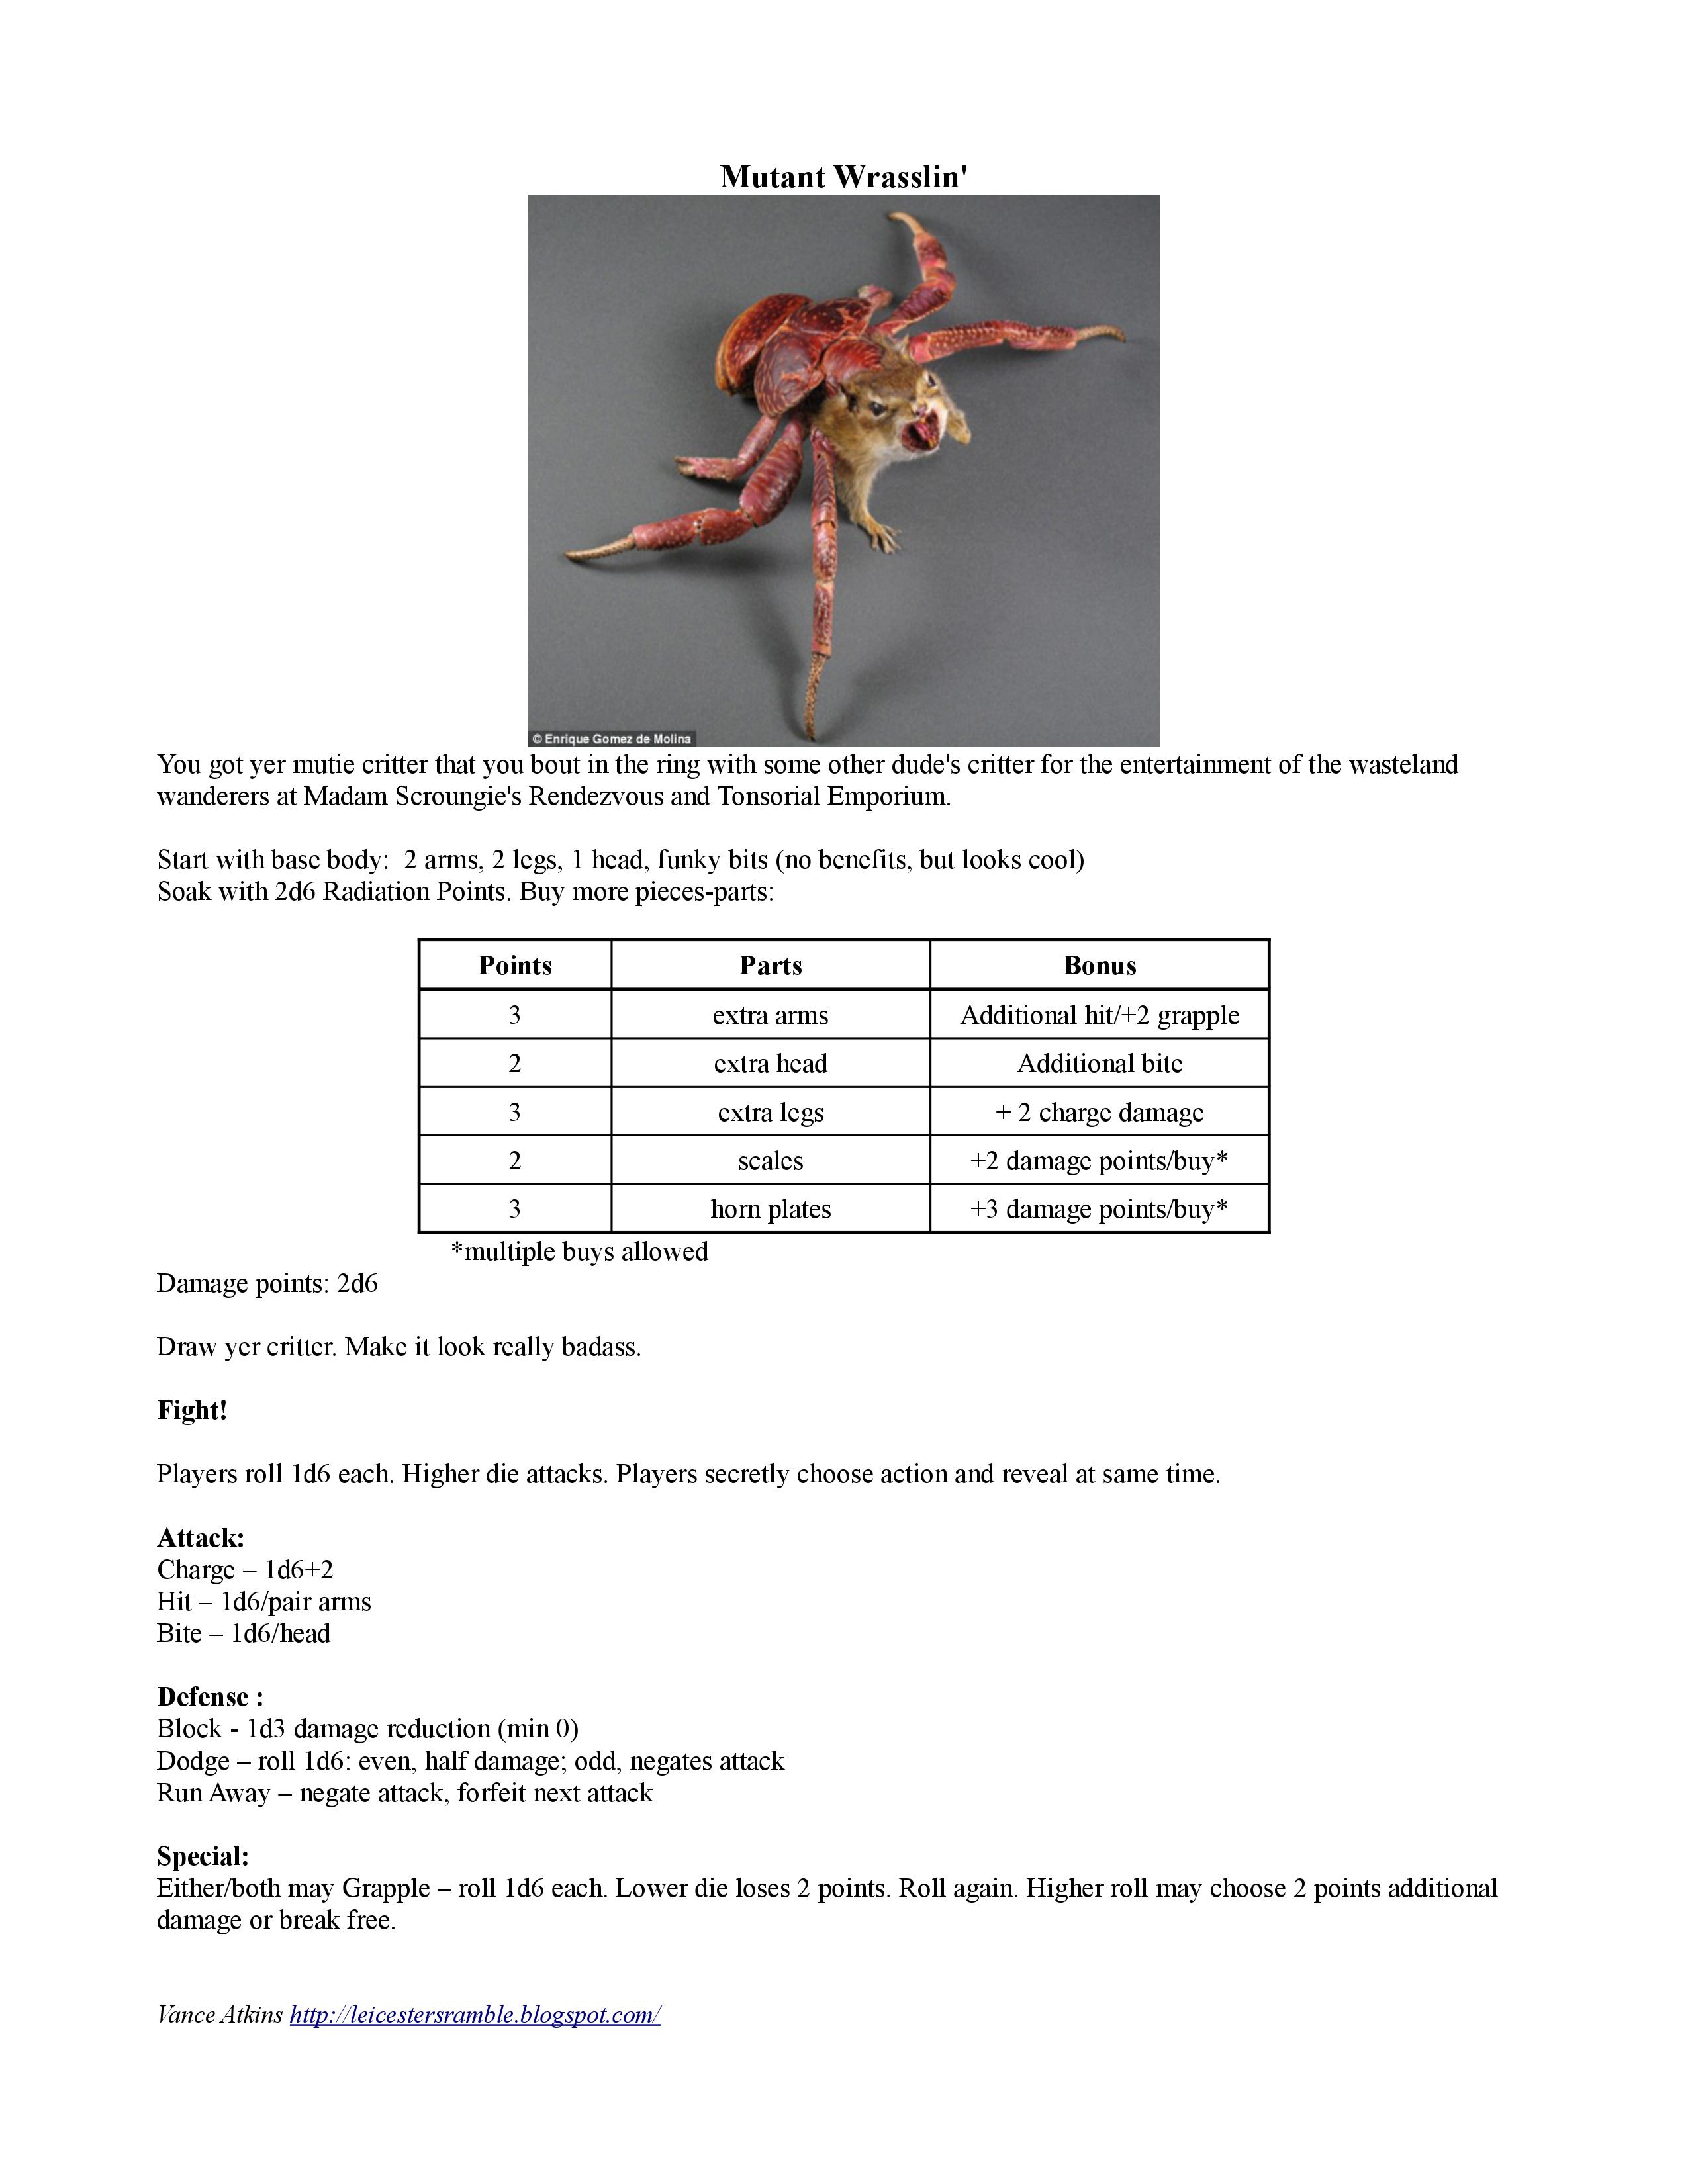 Mutant Wrasslin'
© Enrique Gomez de Molina
You got yer mutie critter that you bout in the ring with some other dude's critter for the entertainment of the wasteland
wanderers at Madam Scroungie's Rendezvous and Tonsorial Emporium.
Start with base body:  2 arms, 2 legs, 1 head, funky bits (no benefits, but looks cool)
Soak with 2d6 Radiation Points. Buy more pieces-parts:
Points Parts Bonus
3 extra arms Additional hit/+2 grapple
2 extra head Additional bite
3 extra legs + 2 charge damage
2 scales +2 damage points/buy*
3 horn plates +3 damage points/buy*
*multiple buys allowed
Damage points: 2d6
Draw yer critter. Make it look really badass.
Fight!
Players roll 1d6 each. Higher die attacks. Players secretly choose action and reveal at same time.
Attack:
Charge – 1d6+2
Hit – 1d6/pair arms
Bite – 1d6/head
Defense :
Block - 1d3 damage reduction (min 0)
Dodge – roll 1d6: even, half damage; odd, negates attack
Run Away – negate attack, forfeit next attack
Special:
Either/both may Grapple – roll 1d6 each. Lower die loses 2 points. Roll again. Higher roll may choose 2 points additional
damage or break free.
Vance Atkins http://leicestersramble.blogspot.com/